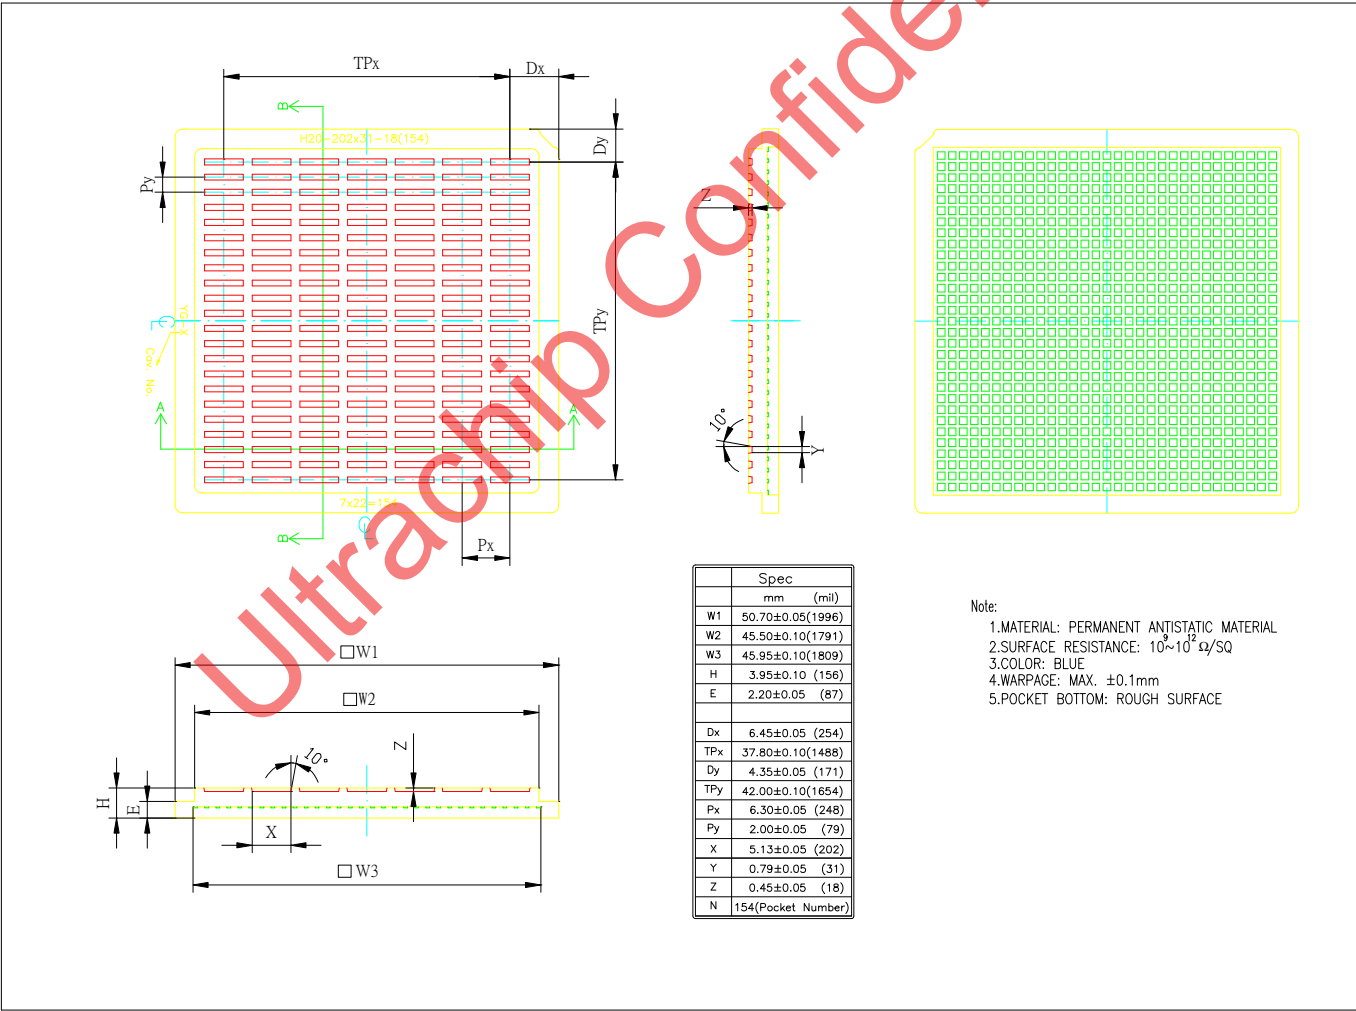 TPx
Dx
B
H20-202x31-18(154)
Dy
Py
Z
TPy
YG-X
Cav. No.
A
A
10°
Y
7x22=154
B
Px
Ultrachip Confide
W1
W2
Z
10°
H
E
X
W3
Spec
mm (mil)
W1 50.70±0.05(1996)
W2 45.50±0.10(1791)
W3 45.95±0.10(1809)
H 3.95±0.10 (156)
E 2.20±0.05 (87)
Dx 6.45±0.05 (254)
TPx 37.80±0.10(1488)
Dy 4.35±0.05 (171)
TPy 42.00±0.10(1654)
Px 6.30±0.05 (248)
Py 2.00±0.05 (79)
X 5.13±0.05 (202)
Y 0.79±0.05 (31)
Z 0.45±0.05 (18)
N 154(Pocket Number)
Note:
1.MATERIAL: PERMANENT ANTISTATIC MATERIAL
2.SURFACE RESISTANCE: 10⁹~10¹² Ω/SQ
3.COLOR: BLUE
4.WARPAGE: MAX. ±0.1mm
5.POCKET BOTTOM: ROUGH SURFACE